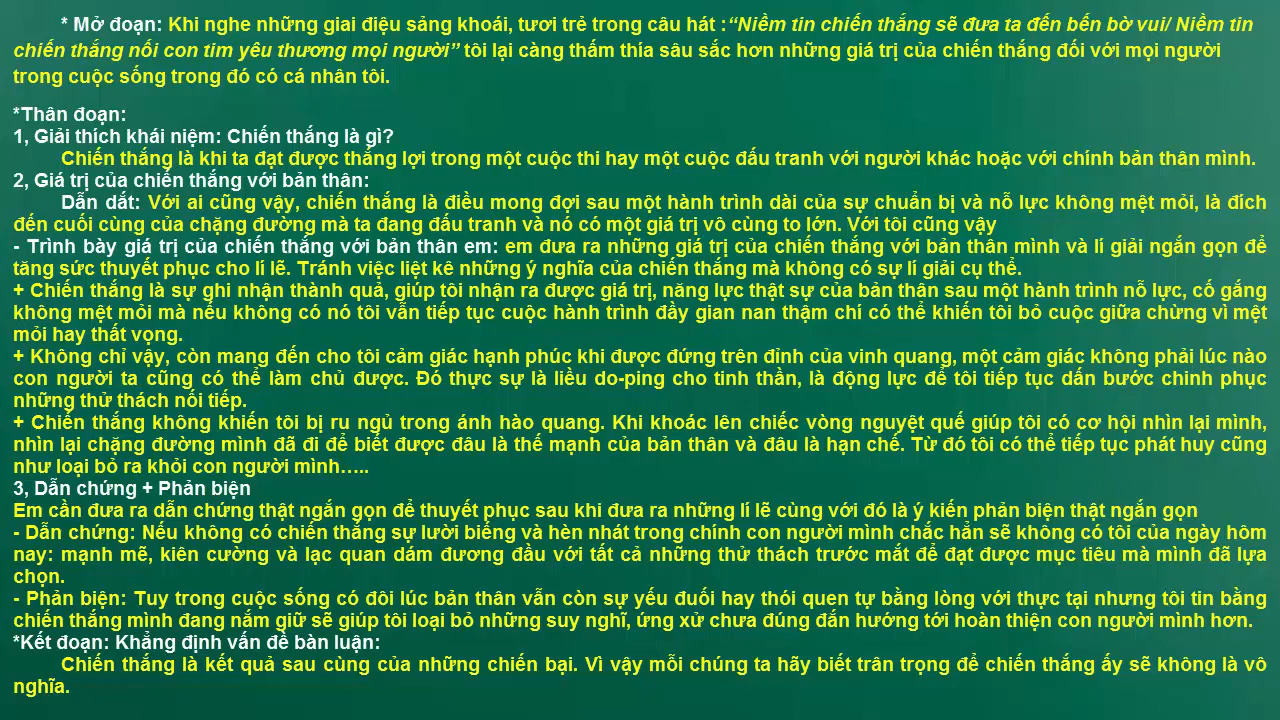 * Mở đoạn: Khi nghe những giai điệu sảng khoái, tươi trẻ trong câu hát :“Niềm tin chiến thắng sẽ đưa ta đến bến bờ vui/ Niềm tin
chiến thắng nối con tim yêu thương mọi người” tôi lại càng thấm thía sâu sắc hơn những giá trị của chiến thắng đối với mọi người
trong cuộc sống trong đó có cá nhân tôi.
*Thân đoạn:
1, Giải thích khái niệm: Chiến thắng là gì?
Chiến thắng là khi ta đạt được thắng lợi trong một cuộc thi hay một cuộc đấu tranh với người khác hoặc với chính bản thân mình.
2, Giá trị của chiến thắng với bản thân:
Dẫn dắt: Với ai cũng vậy, chiến thắng là điều mong đợi sau một hành trình dài của sự chuẩn bị và nỗ lực không mệt mỏi, là đích
đến cuối cùng của chặng đường mà ta đang đấu tranh và nó có một giá trị vô cùng to lớn. Với tôi cũng vậy
- Trình bày giá trị của chiến thắng với bản thân em: em đưa ra những giá trị của chiến thắng với bản thân mình và lí giải ngắn gọn để
tăng sức thuyết phục cho lí lẽ. Tránh việc liệt kê những ý nghĩa của chiến thắng mà không có sự lí giải cụ thể.
+ Chiến thắng là sự ghi nhận thành quả, giúp tôi nhận ra được giá trị, năng lực thật sự của bản thân sau một hành trình nỗ lực, cố gắng
không mệt mỏi mà nếu không có nó tôi vẫn tiếp tục cuộc hành trình đầy gian nan thậm chí có thể khiến tôi bỏ cuộc giữa chừng vì mệt
mỏi hay thất vọng.
+ Không chỉ vậy, còn mang đến cho tôi cảm giác hạnh phúc khi được đứng trên đỉnh của vinh quang, một cảm giác không phải lúc nào
con người ta cũng có thể làm chủ được. Đó thực sự là liều do-ping cho tinh thần, là động lực để tôi tiếp tục dấn bước chinh phục
những thử thách nối tiếp.
+ Chiến thắng không khiến tôi bị ru ngủ trong ánh hào quang. Khi khoác lên chiếc vòng nguyệt quế giúp tôi có cơ hội nhìn lại mình,
nhìn lại chặng đường mình đã đi để biết được đâu là thế mạnh của bản thân và đâu là hạn chế. Từ đó tôi có thể tiếp tục phát huy cũng
như loại bỏ ra khỏi con người mình…..
3, Dẫn chứng + Phản biện
Em cần đưa ra dẫn chứng thật ngắn gọn để thuyết phục sau khi đưa ra những lí lẽ cùng với đó là ý kiến phản biện thật ngắn gọn
- Dẫn chứng: Nếu không có chiến thắng sự lười biếng và hèn nhát trong chính con người mình chắc hẳn sẽ không có tôi của ngày hôm
nay: mạnh mẽ, kiên cường và lạc quan dám đương đầu với tất cả những thử thách trước mắt để đạt được mục tiêu mà mình đã lựa
chọn.
- Phản biện: Tuy trong cuộc sống có đôi lúc bản thân vẫn còn sự yếu đuối hay thói quen tự bằng lòng với thực tại nhưng tôi tin bằng
chiến thắng mình đang nắm giữ sẽ giúp tôi loại bỏ những suy nghĩ, ứng xử chưa đúng đắn hướng tới hoàn thiện con người mình hơn.
*Kết đoạn: Khẳng định vấn đề bàn luận:
Chiến thắng là kết quả sau cùng của những chiến bại. Vì vậy mỗi chúng ta hãy biết trân trọng để chiến thắng ấy sẽ không là vô
nghĩa.